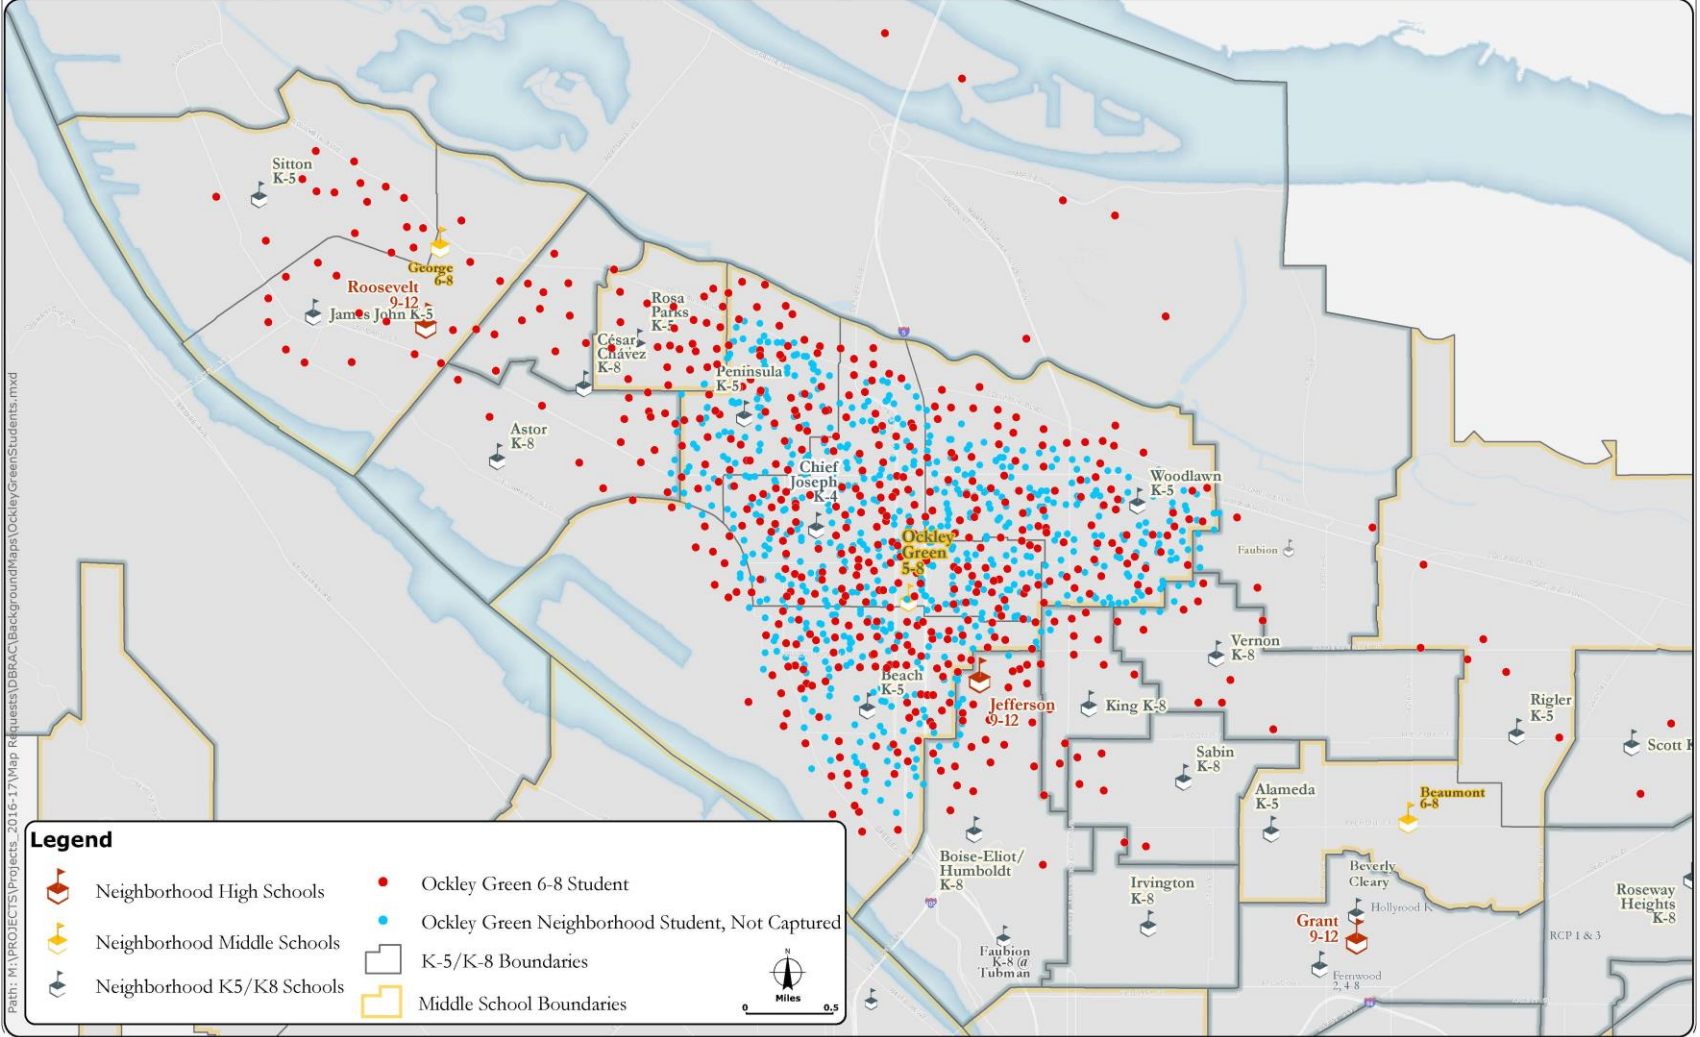 Sitton
K-5
George
6-8
Roosevelt
9-12
James John K-5
Rosa
Parks
K-5
César
Chávez
K-8
Peninsula
K-5
Astor
K-8
Chief
Joseph
K-4
Woodlawn
K-5
Ockley
Green
5-8
Faubion
Vernon
K-8
Beach
K-5
Jefferson
9-12
King K-8
Rigler
K-5
Scott K
Sabin
K-8
Alameda
K-5
Beaumont
6-8
Boise-Eliot/
Humboldt
K-8
Irvington
K-8
Beverly
Cleary
Hollyrood K
Roseway
Heights
K-8
Grant
9-12
RCP 1 & 3
Faubion
K-8 @
Tubman
Fernwood
2, 4-8
Legend
Neighborhood High Schools
Neighborhood Middle Schools
Neighborhood K5/K8 Schools
Ockley Green 6-8 Student
Ockley Green Neighborhood Student, Not Captured
K-5/K-8 Boundaries
Middle School Boundaries
N
Miles
0 0.5
Path: M:\PROJECTS\Projects_2016-17\Map Requests\DBRAC\BackgroundMaps\OckleyGreenStudents.mxd